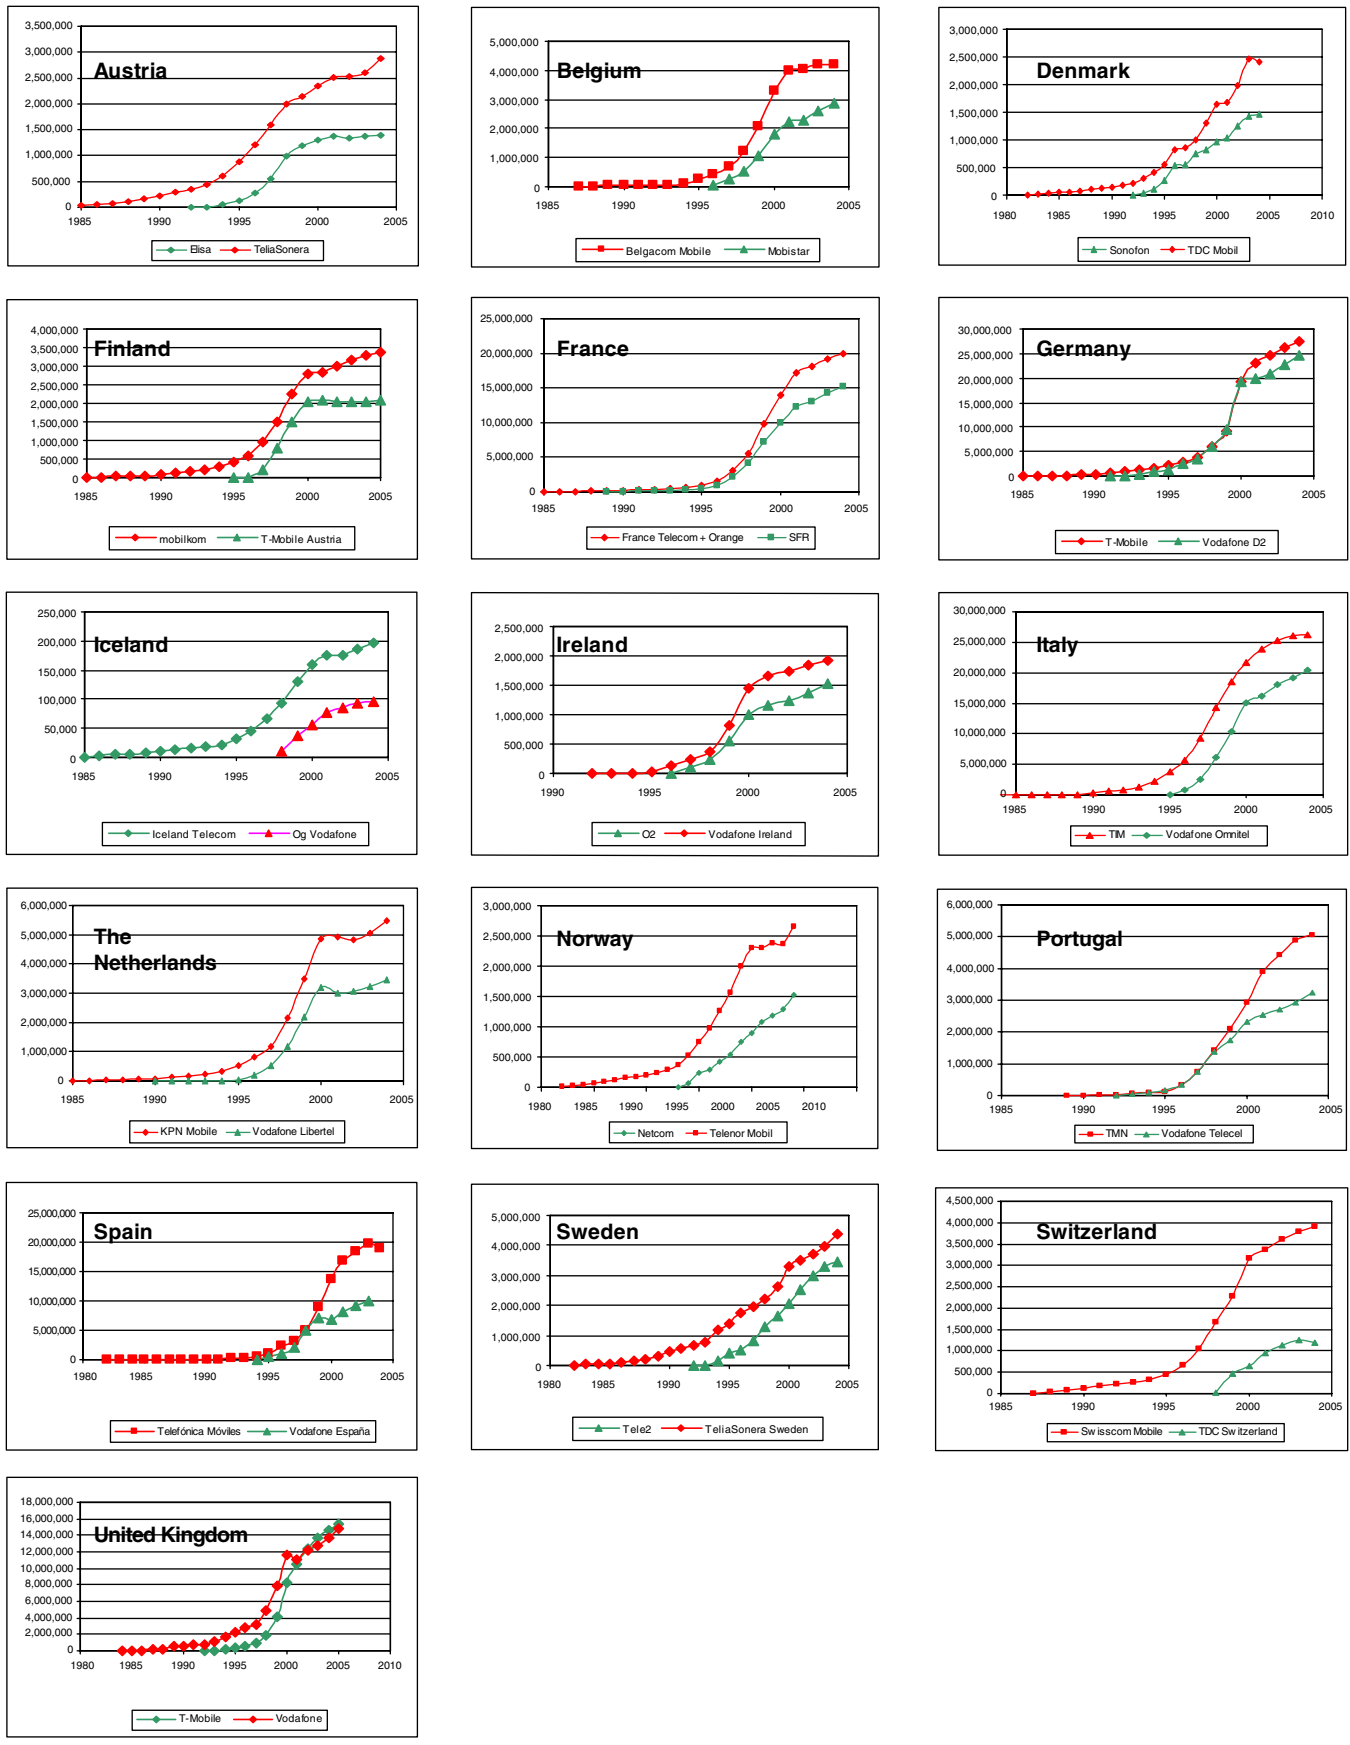 Austria
3,500,000
3,000,000
2,500,000
2,000,000
1,500,000
1,000,000
500,000
0
1985 1990 1995 2000 2005
Elisa TeliaSonera
Belgium
5,000,000
4,000,000
3,000,000
2,000,000
1,000,000
0
1985 1990 1995 2000 2005
Belgacom Mobile Mobistar
Denmark
3,000,000
2,500,000
2,000,000
1,500,000
1,000,000
500,000
0
1980 1985 1990 1995 2000 2005 2010
Sonofon TDC Mobil
Finland
4,000,000
3,500,000
3,000,000
2,500,000
2,000,000
1,500,000
1,000,000
500,000
0
1985 1990 1995 2000 2005
mobilkom T-Mobile Austria
France
25,000,000
20,000,000
15,000,000
10,000,000
5,000,000
0
1985 1990 1995 2000 2005
France Telecom + Orange SFR
Germany
30,000,000
25,000,000
20,000,000
15,000,000
10,000,000
5,000,000
0
1985 1990 1995 2000 2005
T-Mobile Vodafone D2
Iceland
250,000
200,000
150,000
100,000
50,000
0
1985 1990 1995 2000 2005
Iceland Telecom Og Vodafone
Ireland
2,500,000
2,000,000
1,500,000
1,000,000
500,000
0
1990 1995 2000 2005
O2 Vodafone Ireland
Italy
30,000,000
25,000,000
20,000,000
15,000,000
10,000,000
5,000,000
0
1985 1990 1995 2000 2005
TIM Vodafone Omnitel
The
Netherlands
6,000,000
5,000,000
4,000,000
3,000,000
2,000,000
1,000,000
0
1985 1990 1995 2000 2005
KPN Mobile Vodafone Libertel
Norway
3,000,000
2,500,000
2,000,000
1,500,000
1,000,000
500,000
0
1980 1985 1990 1995 2000 2005 2010
Netcom Telenor Mobil
Portugal
6,000,000
5,000,000
4,000,000
3,000,000
2,000,000
1,000,000
0
1985 1990 1995 2000 2005
TMN Vodafone Telecel
Spain
25,000,000
20,000,000
15,000,000
10,000,000
5,000,000
0
1980 1985 1990 1995 2000 2005
Telefónica Móviles Vodafone España
Sweden
5,000,000
4,000,000
3,000,000
2,000,000
1,000,000
0
1980 1985 1990 1995 2000 2005
Tele2 TeliaSonera Sweden
Switzerland
4,500,000
4,000,000
3,500,000
3,000,000
2,500,000
2,000,000
1,500,000
1,000,000
500,000
0
1985 1990 1995 2000 2005
Swisscom Mobile TDC Switzerland
United Kingdom
18,000,000
16,000,000
14,000,000
12,000,000
10,000,000
8,000,000
6,000,000
4,000,000
2,000,000
0
1980 1985 1990 1995 2000 2005 2010
T-Mobile Vodafone